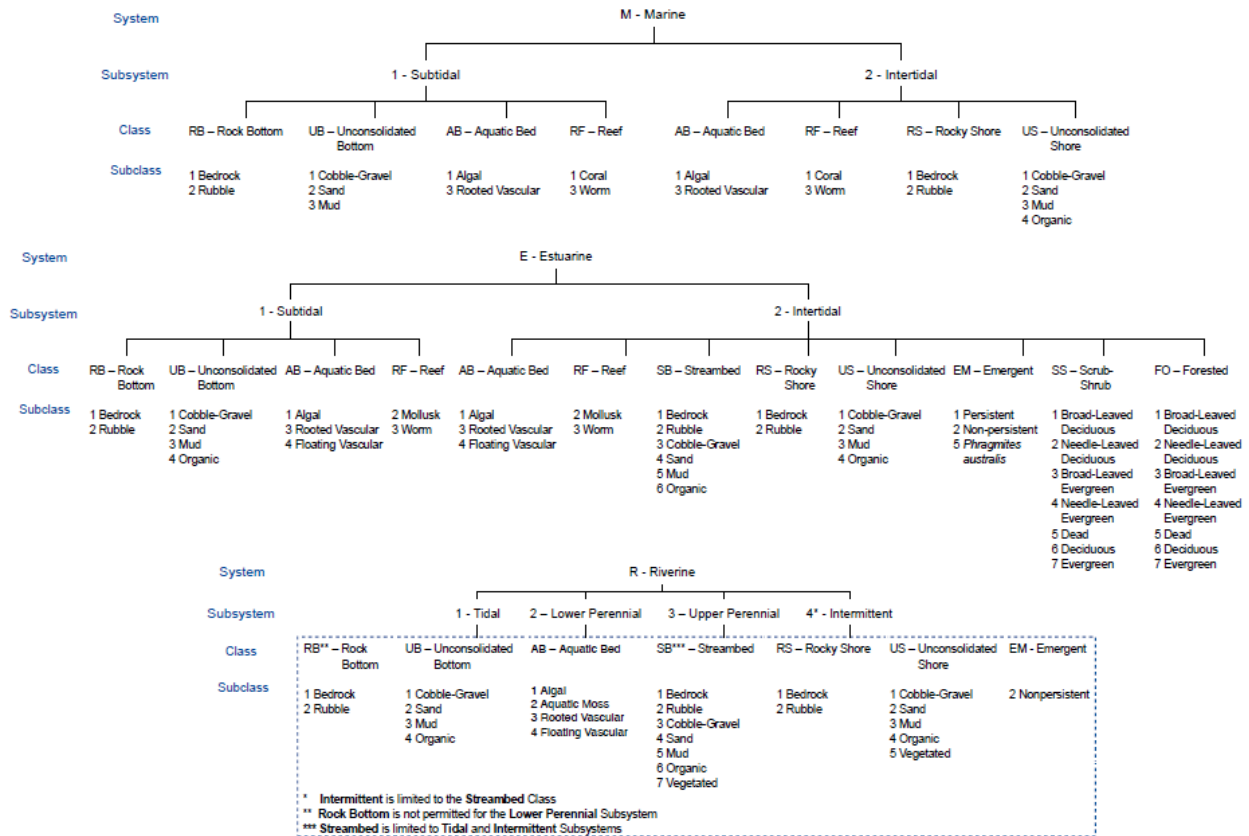 System
M - Marine
Subsystem
1 - Subtidal
2 - Intertidal
Class
RB – Rock Bottom
UB – Unconsolidated
Bottom
AB – Aquatic Bed
RF – Reef
AB – Aquatic Bed
RF – Reef
RS – Rocky Shore
US – Unconsolidated
Shore
Subclass
1 Bedrock
2 Rubble
1 Cobble-Gravel
2 Sand
3 Mud
1 Algal
3 Rooted Vascular
1 Coral
3 Worm
1 Algal
3 Rooted Vascular
1 Coral
3 Worm
1 Bedrock
2 Rubble
1 Cobble-Gravel
2 Sand
3 Mud
4 Organic
System
E - Estuarine
Subsystem
1 - Subtidal
2 - Intertidal
Class
RB – Rock
Bottom
UB – Unconsolidated
Bottom
AB – Aquatic Bed
RF – Reef
AB – Aquatic Bed
RF – Reef
SB – Streambed
RS – Rocky
Shore
US – Unconsolidated
Shore
EM – Emergent
SS – Scrub-
Shrub
FO – Forested
Subclass
1 Bedrock
2 Rubble
1 Cobble-Gravel
2 Sand
3 Mud
4 Organic
1 Algal
3 Rooted Vascular
4 Floating Vascular
2 Mollusk
3 Worm
1 Algal
3 Rooted Vascular
4 Floating Vascular
2 Mollusk
3 Worm
1 Bedrock
2 Rubble
3 Cobble-Gravel
4 Sand
5 Mud
6 Organic
1 Bedrock
2 Rubble
1 Cobble-Gravel
2 Sand
3 Mud
4 Organic
1 Persistent
2 Non-persistent
5 Phragmites
australis
1 Broad-Leaved
Deciduous
2 Needle-Leaved
Deciduous
3 Broad-Leaved
Evergreen
4 Needle-Leaved
Evergreen
5 Dead
6 Deciduous
7 Evergreen
1 Broad-Leaved
Deciduous
2 Needle-Leaved
Deciduous
3 Broad-Leaved
Evergreen
4 Needle-Leaved
Evergreen
5 Dead
6 Deciduous
7 Evergreen
System
R - Riverine
Subsystem
1 - Tidal
2 – Lower Perennial
3 – Upper Perennial
4* - Intermittent
Class
RB** – Rock
Bottom
UB – Unconsolidated
Bottom
AB – Aquatic Bed
SB*** – Streambed
RS – Rocky Shore
US – Unconsolidated
Shore
EM - Emergent
Subclass
1 Bedrock
2 Rubble
1 Cobble-Gravel
2 Sand
3 Mud
4 Organic
1 Algal
2 Aquatic Moss
3 Rooted Vascular
4 Floating Vascular
1 Bedrock
2 Rubble
3 Cobble-Gravel
4 Sand
5 Mud
6 Organic
7 Vegetated
1 Bedrock
2 Rubble
1 Cobble-Gravel
2 Sand
3 Mud
4 Organic
5 Vegetated
2 Nonpersistent
* Intermittent is limited to the Streambed Class
** Rock Bottom is not permitted for the Lower Perennial Subsystem
*** Streambed is limited to Tidal and Intermittent Subsystems